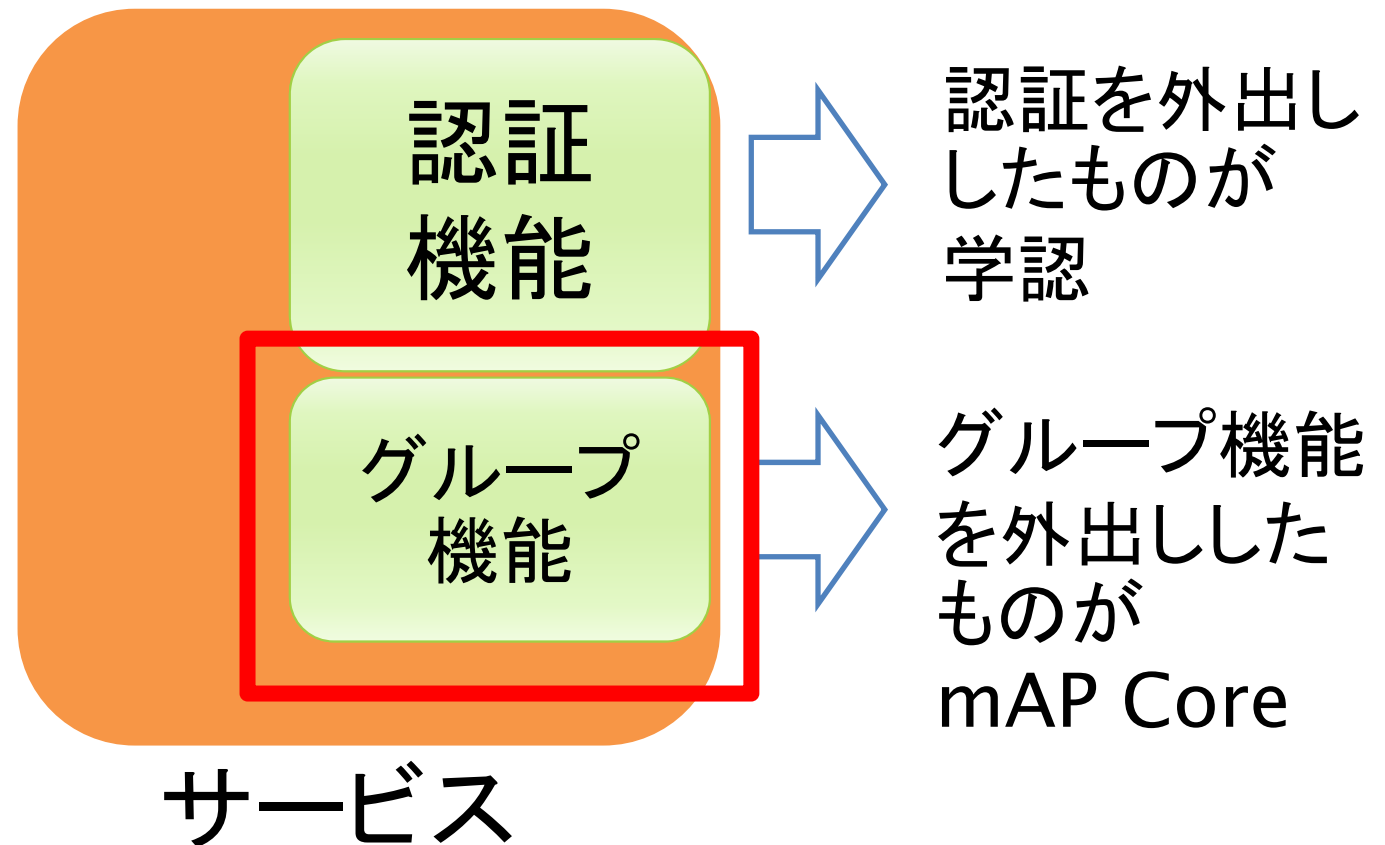 認証
機能
認証を外出し
したものが
学認
グループ
機能
グループ機能
を外出しした
ものが
mAP Core
サービス